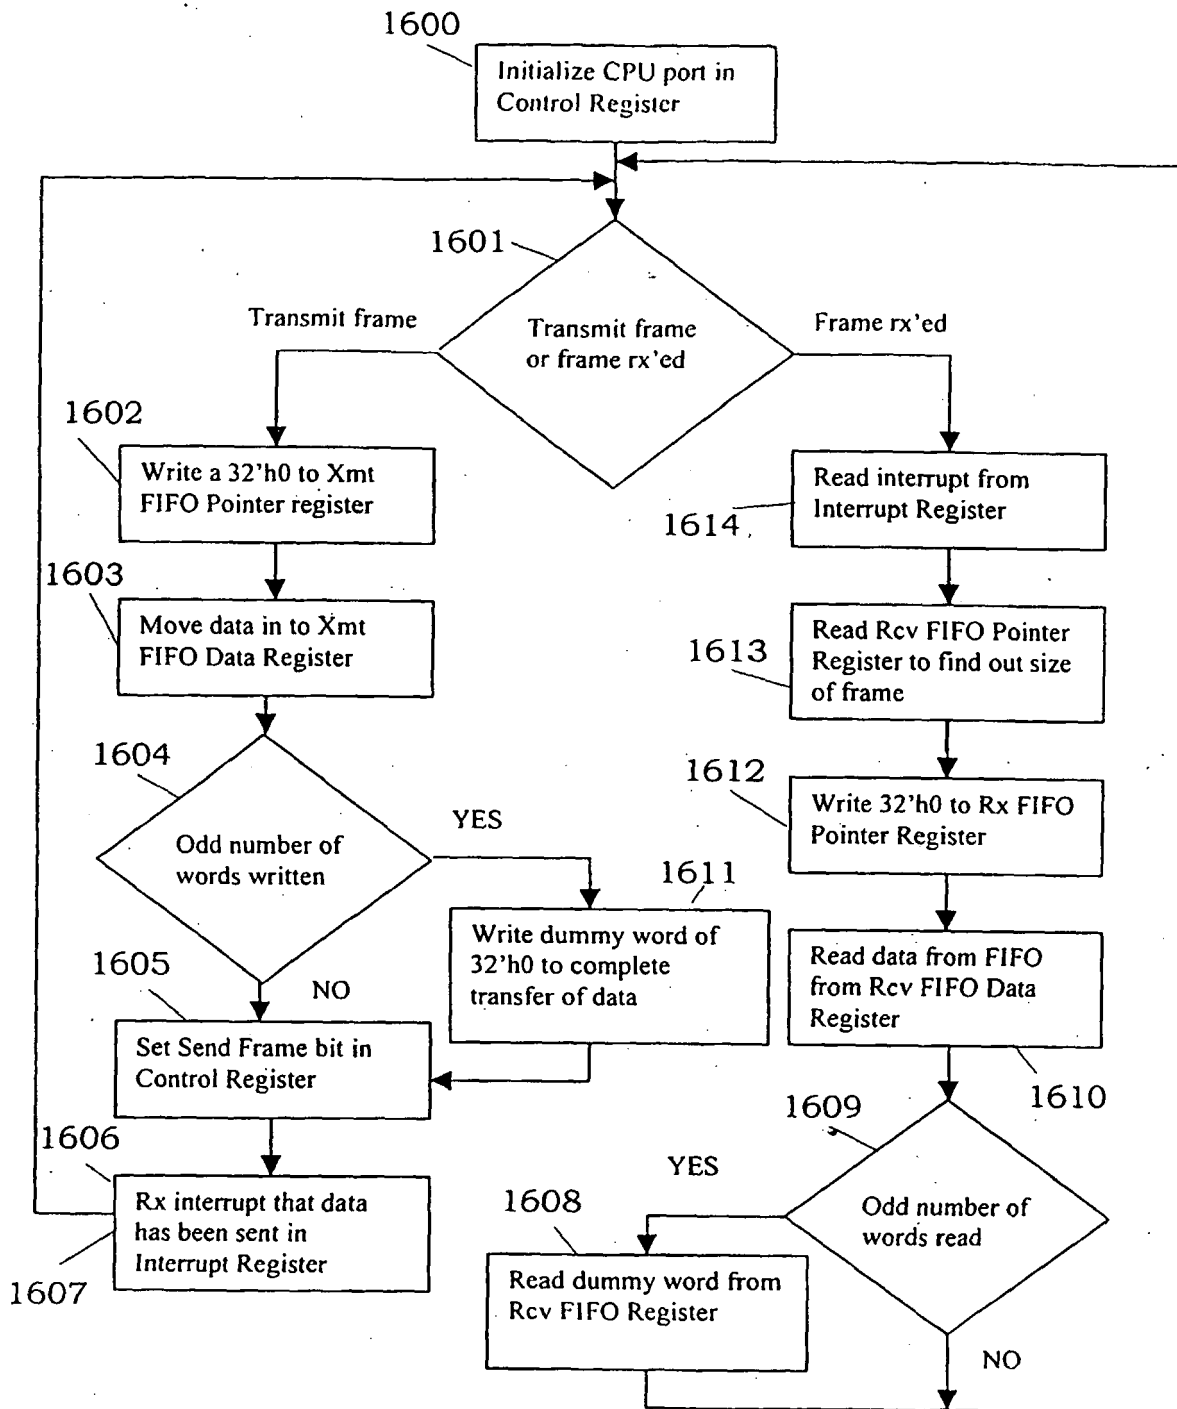 1600
Initialize CPU port in
Control Register
1601
Transmit frame
Transmit frame
or frame rx'ed
Frame rx'ed
1602
Write a 32'h0 to Xmt
FIFO Pointer register
Read interrupt from
Interrupt Register
1614
1603
Move data in to Xmt
FIFO Data Register
Read Rcv FIFO Pointer
Register to find out size
of frame
1613
1604
Odd number of
words written
YES
1612
Write 32'h0 to Rx FIFO
Pointer Register
1611
Write dummy word of
32'h0 to complete
transfer of data
Read data from FIFO
from Rcv FIFO Data
Register
1610
1605
NO
Set Send Frame bit in
Control Register
1609
Odd number of
words read
YES
1606
Rx interrupt that data
has been sent in
Interrupt Register
1607
1608
Read dummy word from
Rcv FIFO Register
NO